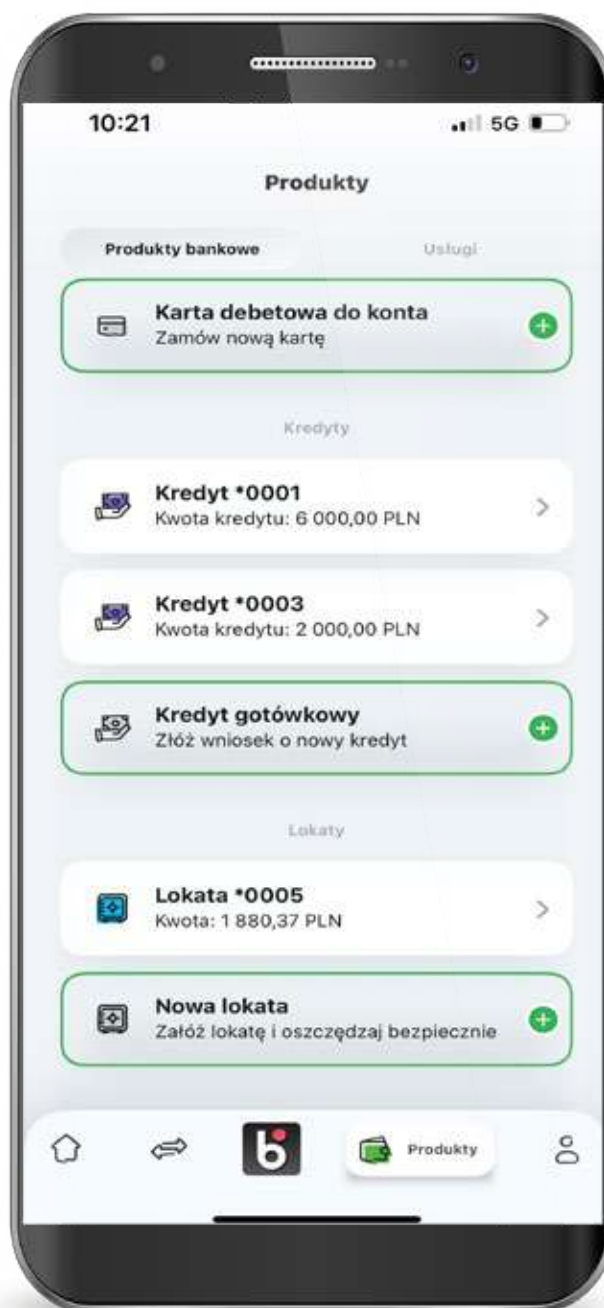 10:21
5G
Produkty
Produkty bankowe
Usługi
Karta debetowa do konta
Zamów nową kartę
Kredyty
Kredyt *0001
Kwota kredytu: 6 000,00 PLN
Kredyt *0003
Kwota kredytu: 2 000,00 PLN
Kredyt gotówkowy
Złóż wniosek o nowy kredyt
Lokaty
Lokata *0005
Kwota: 1 880,37 PLN
Nowa lokata
Załóż lokatę i oszczędzaj bezpiecznie
b
Produkty